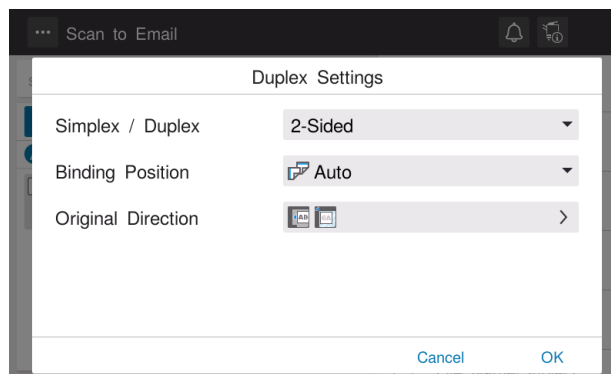 Scan to Email
Duplex Settings
Simplex / Duplex 2-Sided
Binding Position Auto
Original Direction
Cancel OK